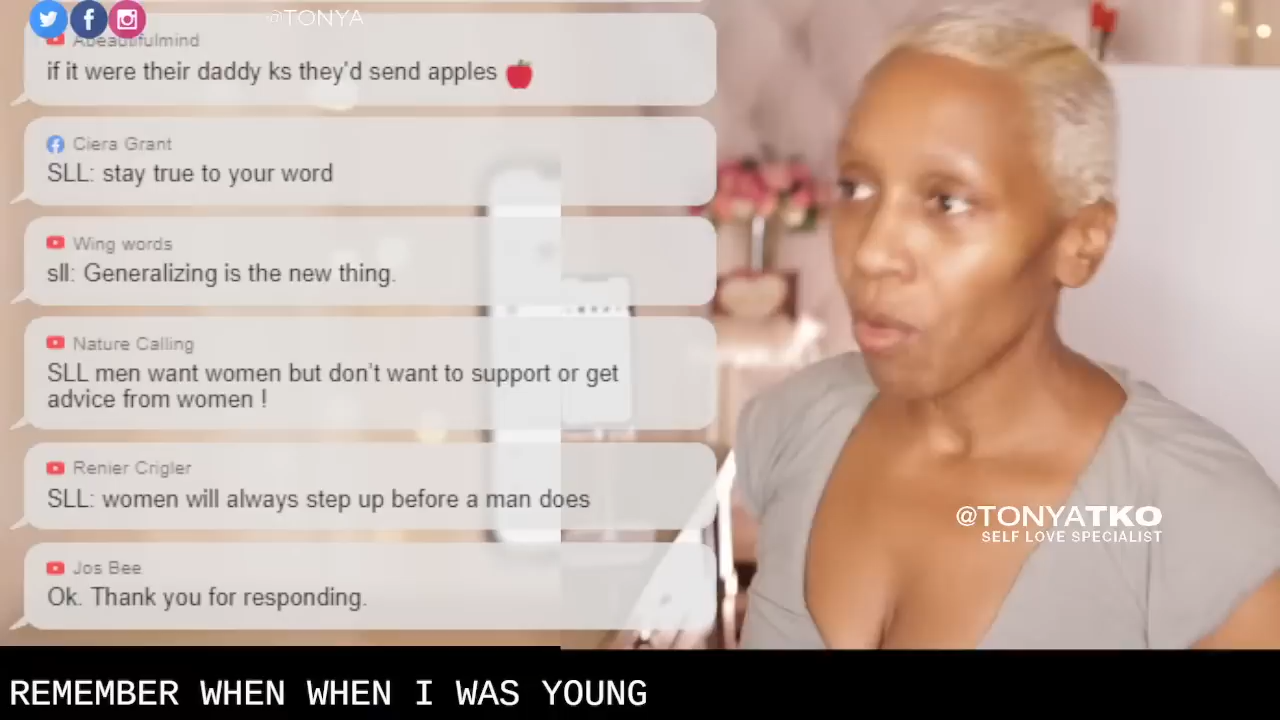 @TONYA
Abeautifulmind
if it were their daddy ks they'd send apples
Ciera Grant
SLL: stay true to your word
Wing words
sll: Generalizing is the new thing.
Nature Calling
SLL men want women but don't want to support or get
advice from women !
Renier Crigler
SLL: women will always step up before a man does
Jos Bee
Ok. Thank you for responding.
@TONYATKO
SELF LOVE SPECIALIST
REMEMBER WHEN WHEN I WAS YOUNG